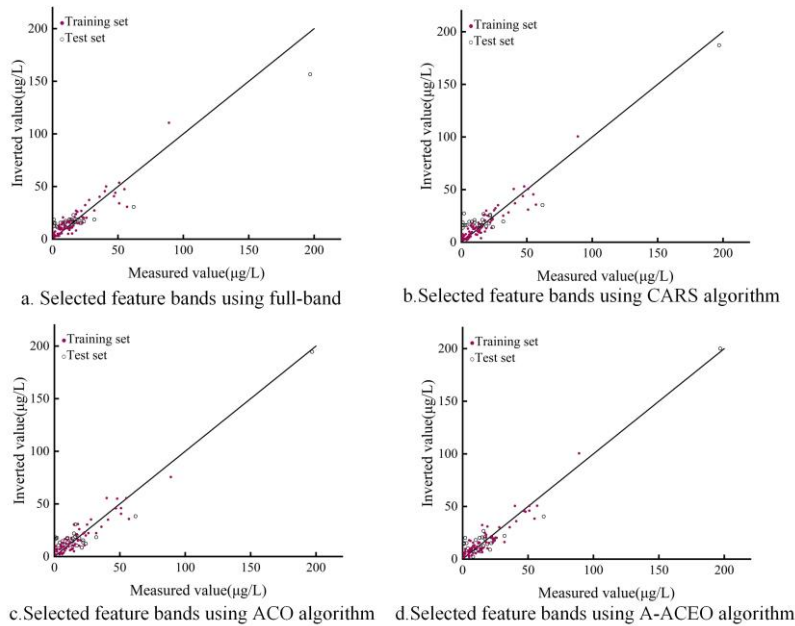 Training set
Test set
200
150
100
50
0
0
50
100
150
200
Inverted value(μg/L)
Measured value(μg/L)
a. Selected feature bands using full-band
Training set
Test set
200
150
100
50
0
0
50
100
150
200
Inverted value(μg/L)
Measured value(μg/L)
b.Selected feature bands using CARS algorithm
Training set
Test set
200
150
100
50
0
0
50
100
150
200
Inverted value(μg/L)
Measured value(μg/L)
c.Selected feature bands using ACO algorithm
Training set
Test set
200
150
100
50
0
0
50
100
150
200
Inverted value(μg/L)
Measured value(μg/L)
d.Selected feature bands using A-ACEO algorithm